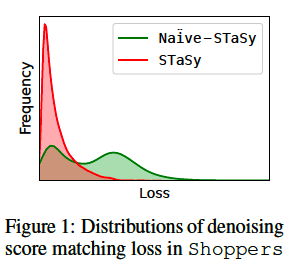 Naïve-STaSy
STaSy
Frequency
Loss
Figure 1: Distributions of denoising
score matching loss in Shoppers